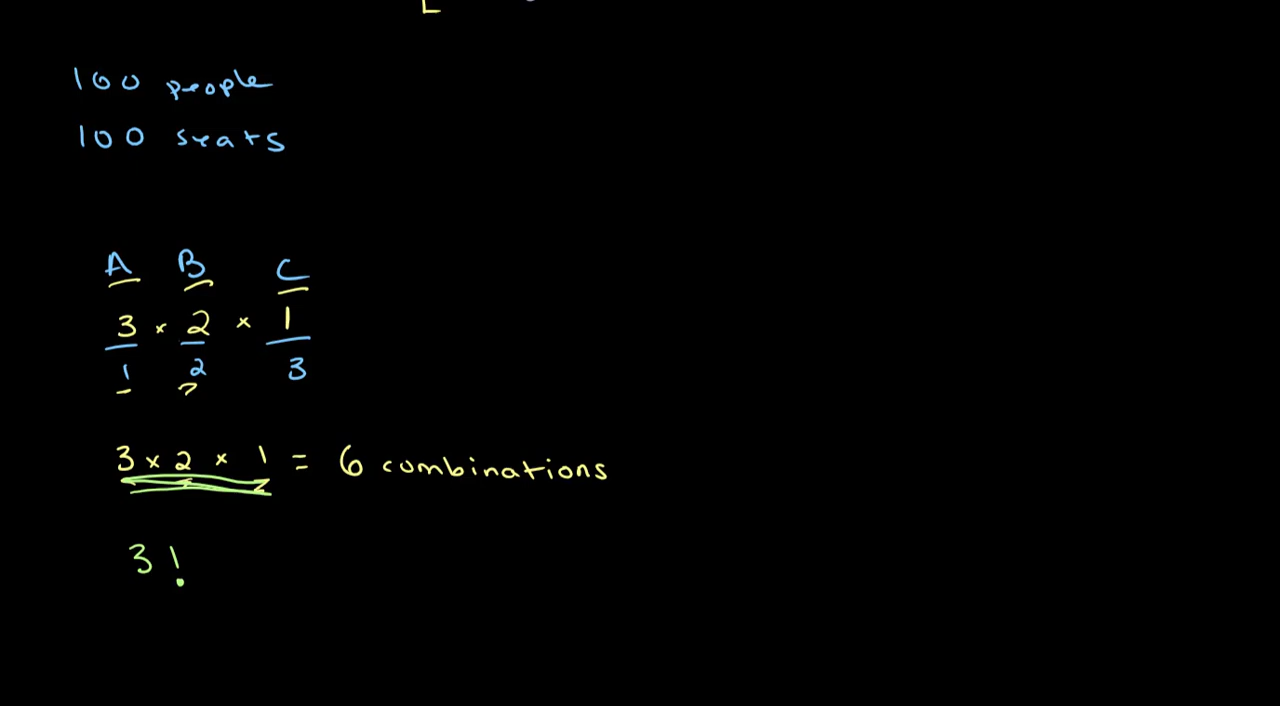 100 people
100 seats
A B C
3 × 2 × 1
1 2 3
3 × 2 × 1 = 6 combinations
3!